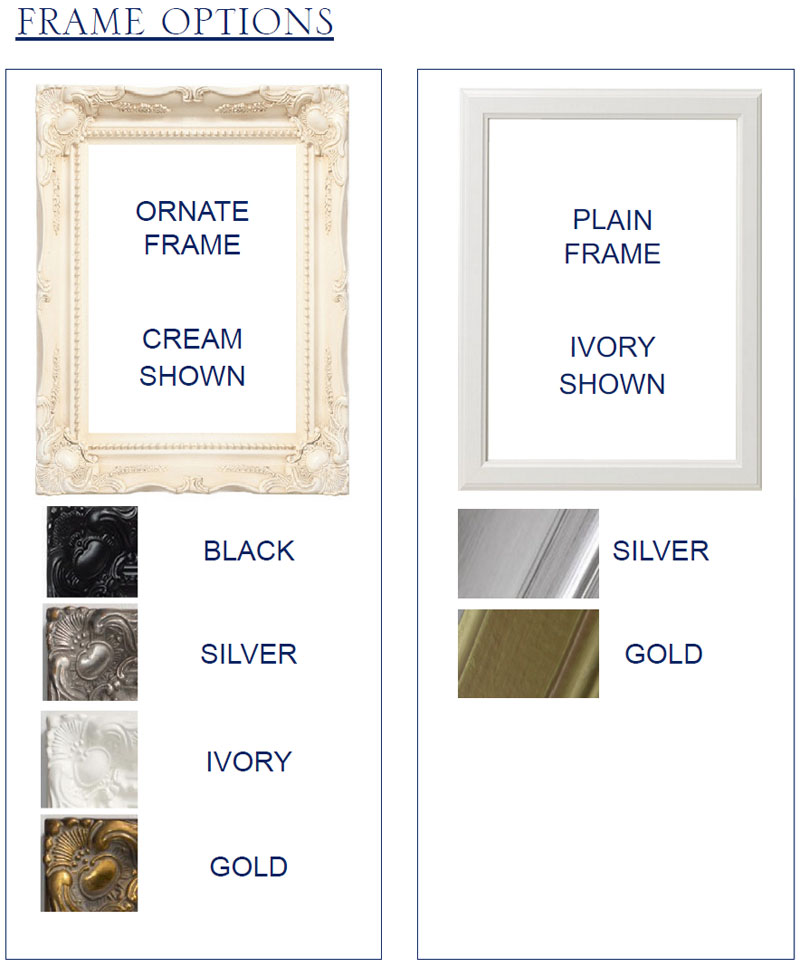 FRAME OPTIONS
ORNATE
FRAME
CREAM
SHOWN
BLACK
SILVER
IVORY
GOLD
PLAIN
FRAME
IVORY
SHOWN
SILVER
GOLD